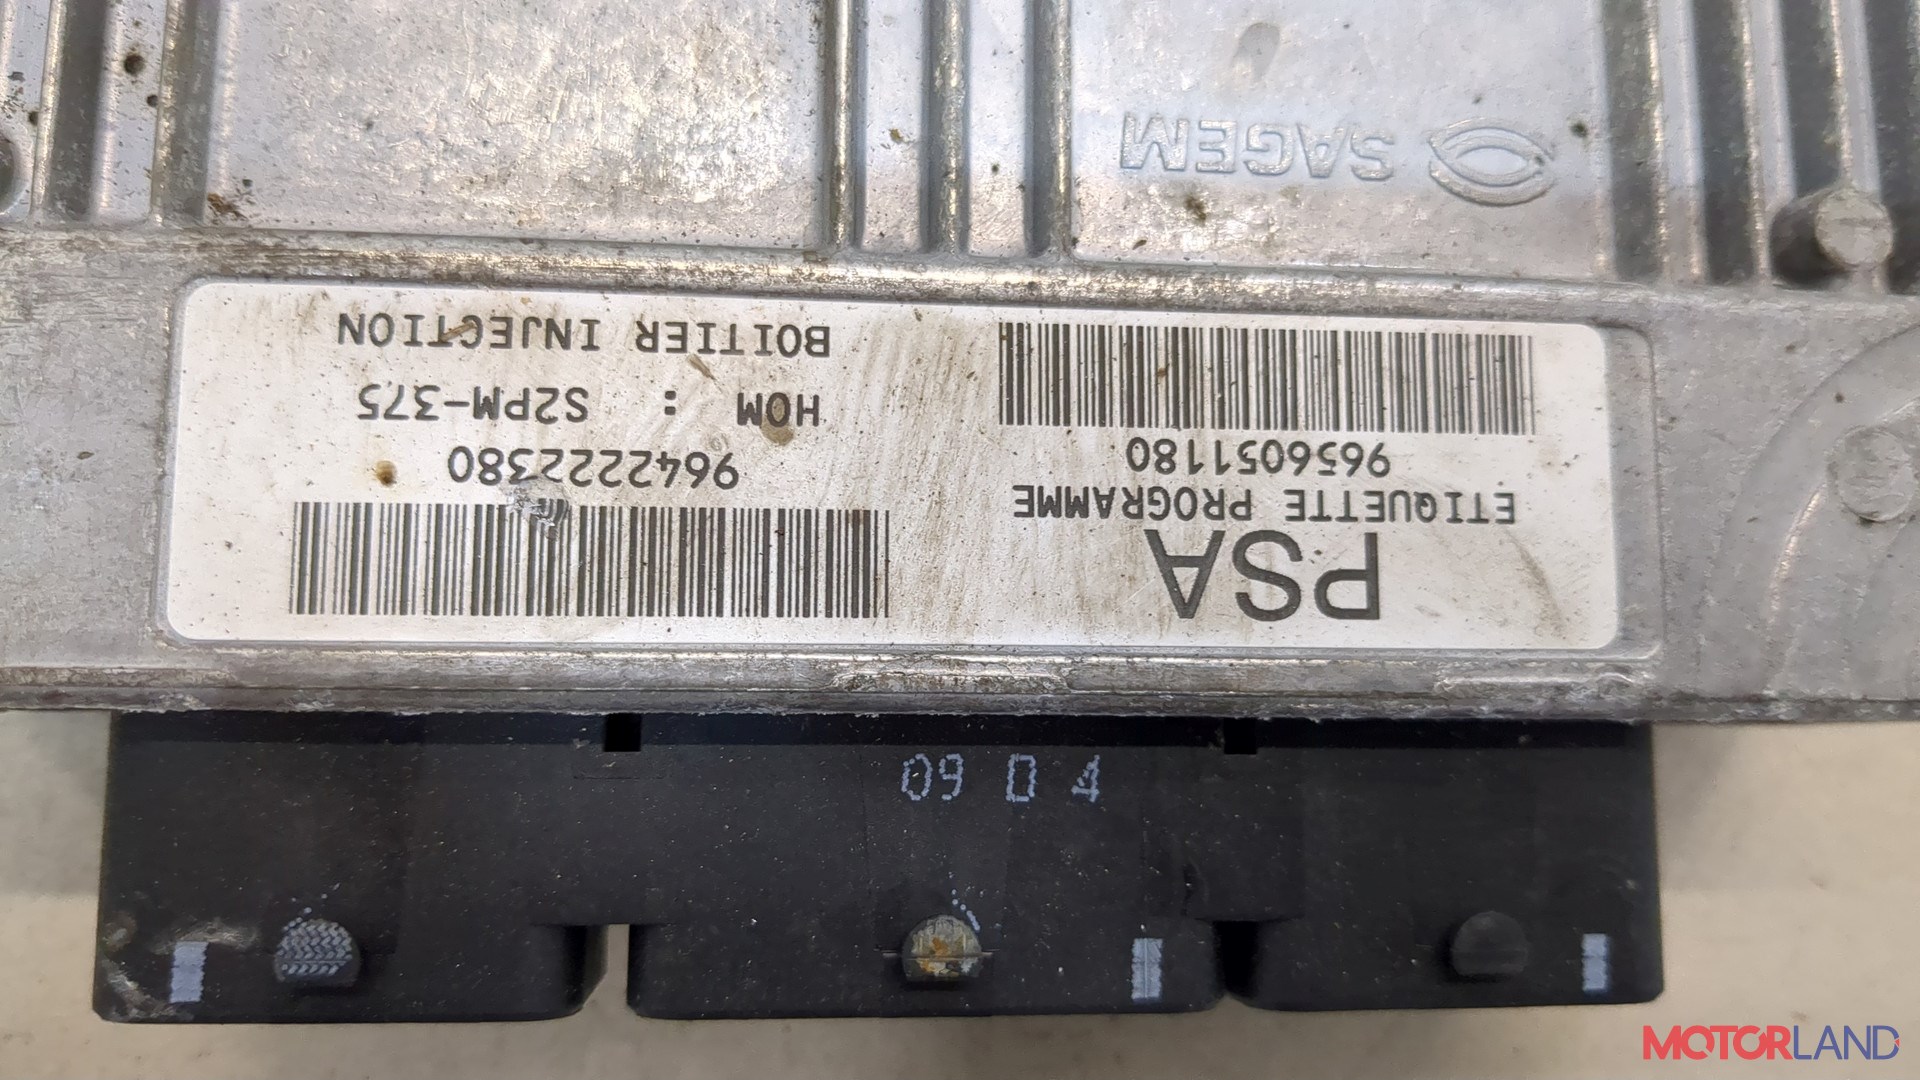 PSA
ETIQUETTE PROGRAMME
9656051180
9642222380
HOM : S2PM-375
BOITIER INJECTION
SAGEM
09 D 4
MOTORLAND